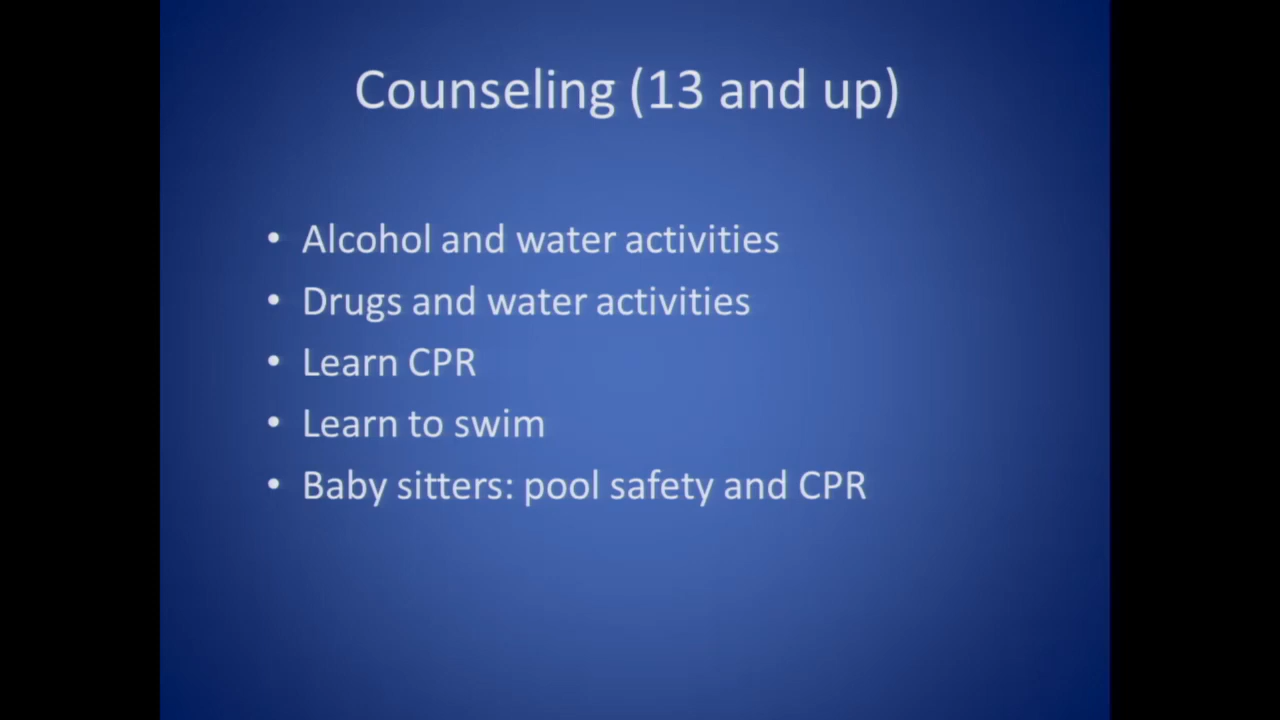 Counseling (13 and up)
• Alcohol and water activities
• Drugs and water activities
• Learn CPR
• Learn to swim
• Baby sitters: pool safety and CPR